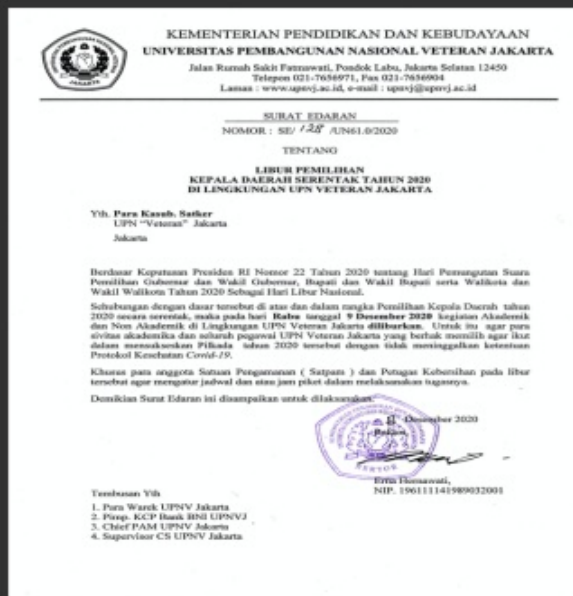 KEMENTERIAN PENDIDIKAN DAN KEBUDAYAAN
UNIVERSITAS PEMBANGUNAN NASIONAL VETERAN JAKARTA
Jalan Rumah Sakit Fatmawati, Pondok Labu, Jakarta Selatan 12450
Telepon 021-7656971, Fax 021-7656904
Laman : www.upnvj.ac.id, e-mail : upnvj@upnvj.ac.id
SURAT EDARAN
NOMOR : SE/ 128 /UN61.0/2020
TENTANG
LIBUR PEMILIHAN
KEPALA DAERAH SERENTAK TAHUN 2020
DI LINGKUNGAN UPN VETERAN JAKARTA
Yth. Para Kasub. Satker
UPN "Veteran" Jakarta
Jakarta
Berdasar Keputusan Presiden RI Nomor 22 Tahun 2020 tentang Hari Pemungutan Suara
Pemilihan Gubernur dan Wakil Gubernur, Bupati dan Wakil Bupati serta Walikota dan
Wakil Walikota Tahun 2020 Sebagai Hari Libur Nasional.
Sehubungan dengan dasar tersebut di atas dan dalam rangka Pemilihan Kepala Daerah tahun
2020 secara serentak, maka pada hari Rabu tanggal 9 Desember 2020 kegiatan Akademik
dan Non Akademik di Lingkungan UPN Veteran Jakarta diliburkan. Untuk itu agar para
sivitas akademika dan seluruh pegawai UPN Veteran Jakarta yang berhak memilih agar ikut
dalam mensukseskan Pilkada tahun 2020 tersebut dengan tidak meninggalkan ketentuan
Protokol Kesehatan Covid-19.
Khusus para anggota Satuan Pengamanan ( Satpam ) dan Petugas Kebersihan pada libur
tersebut agar mengatur jadwal dan atau jam piket dalam melaksanakan tugasnya.
Demikian Surat Edaran ini disampaikan untuk dilaksanakan.
Desember 2020
REKTOR
Erna Hernawati,
NIP. 196111141989032001
Tembusan Yth
1. Para Warek UPNV Jakarta
2. Pimp. KCP Bank BNI UPNVJ
3. Chief PAM UPNV Jakarta
4. Supervisor CS UPNV Jakarta